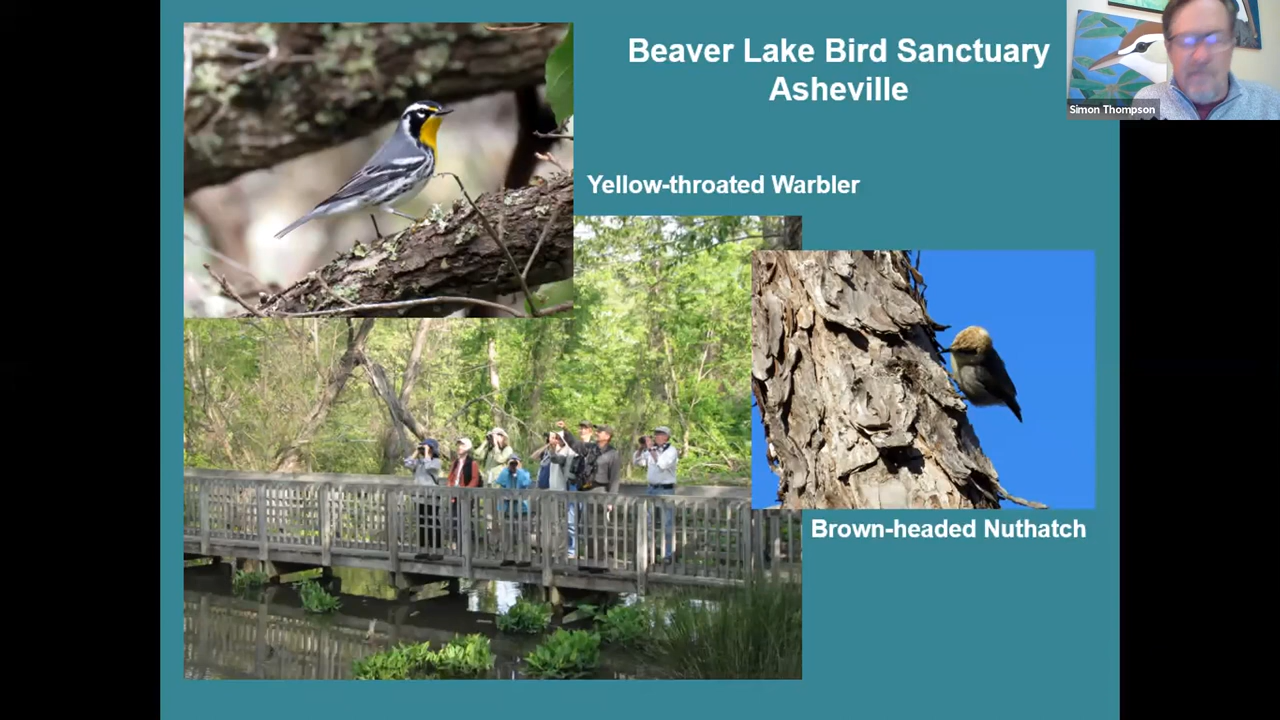 Beaver Lake Bird Sanctuary
Asheville
Simon Thompson
Yellow-throated Warbler
Brown-headed Nuthatch